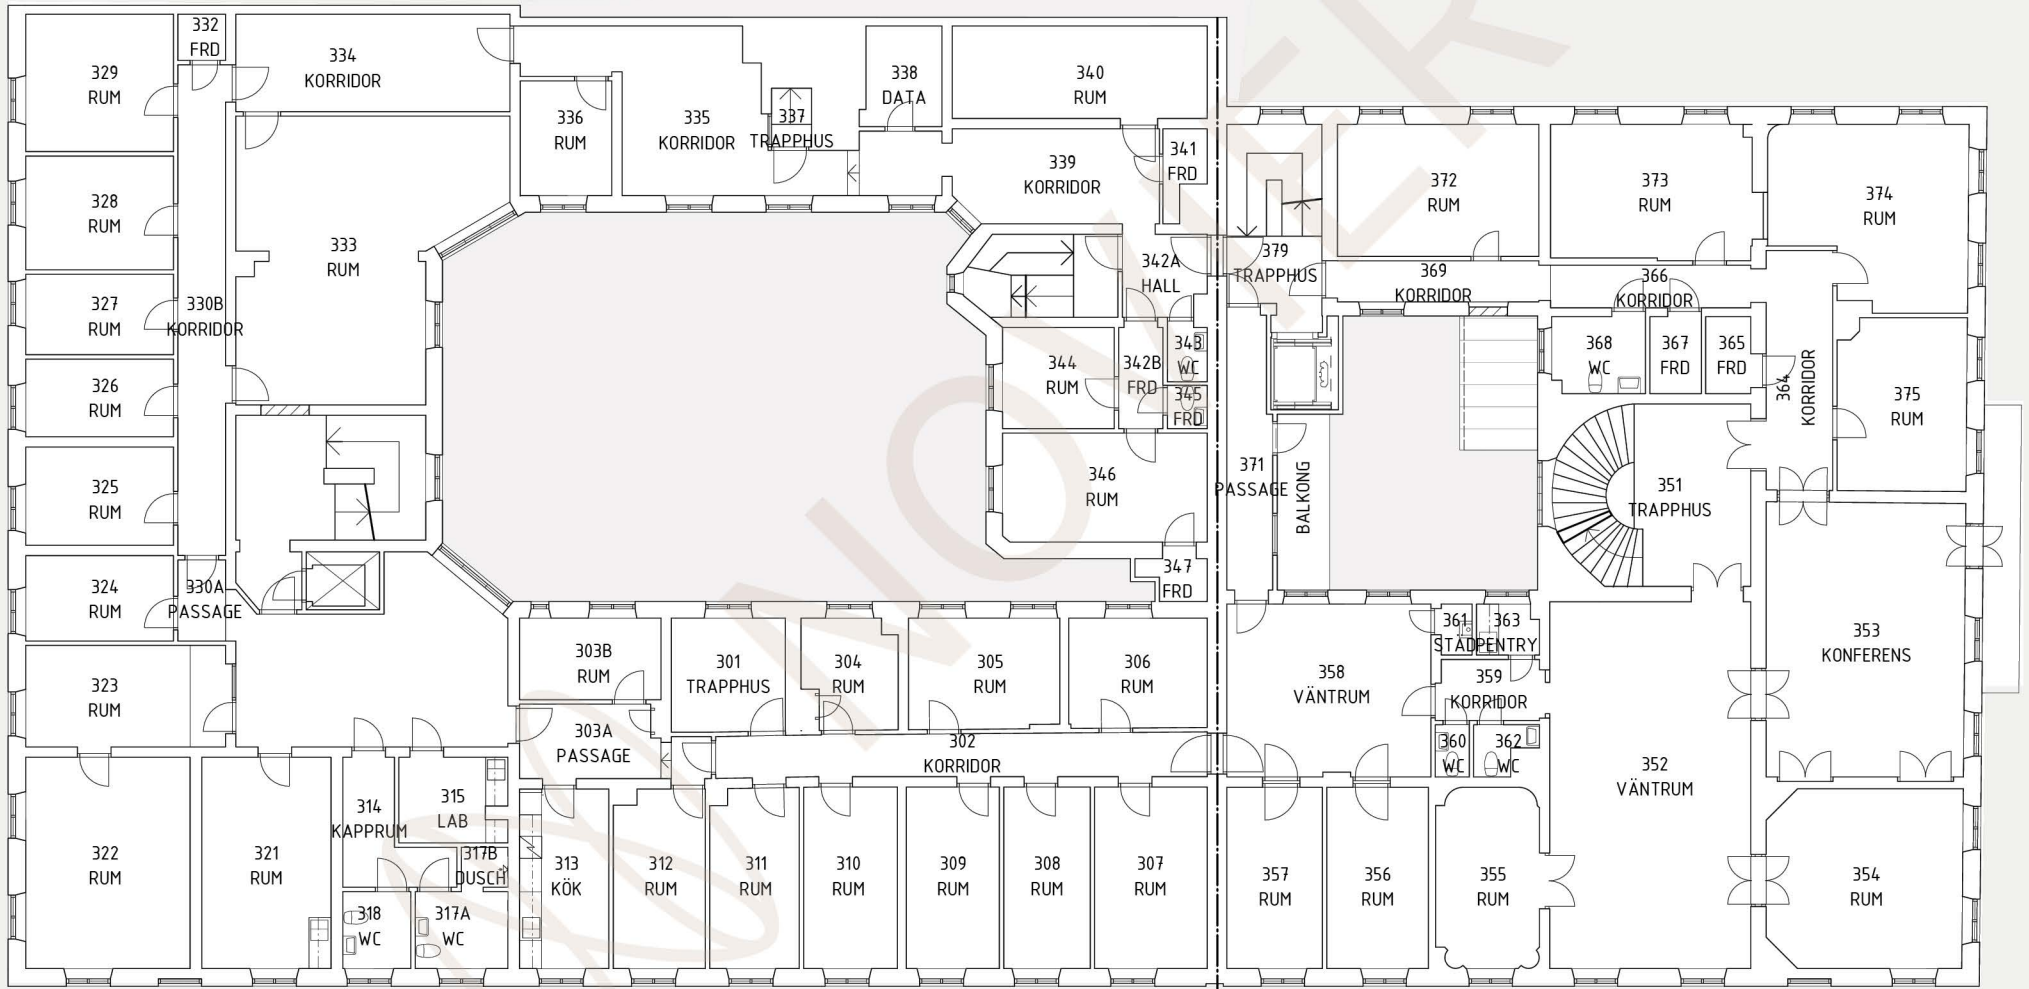 332
FRD
329
RUM
334
KORRIDOR
338
DATA
340
RUM
336
RUM
335
KORRIDOR
337
TRAPPHUS
339
KORRIDOR
341
FRD
328
RUM
333
RUM
372
RUM
373
RUM
374
RUM
342A
HALL
379
TRAPPHUS
369
KORRIDOR
366
KORRIDOR
327
RUM
330B
KORRIDOR
344
RUM
342B
FRD
343
WC
345
FRD
368
WC
367
FRD
365
FRD
364
KORRIDOR
375
RUM
326
RUM
325
RUM
346
RUM
371
PASSAGE
BALKONG
351
TRAPPHUS
324
RUM
330A
PASSAGE
347
FRD
303B
RUM
301
TRAPPHUS
304
RUM
305
RUM
306
RUM
361
STÄD
363
PENTRY
353
KONFERENS
323
RUM
358
VÄNTRUM
359
KORRIDOR
303A
PASSAGE
302
KORRIDOR
360
WC
362
WC
352
VÄNTRUM
314
KAPPRUM
315
LAB
322
RUM
321
RUM
317B
DUSCH
313
KÖK
312
RUM
311
RUM
310
RUM
309
RUM
308
RUM
307
RUM
357
RUM
356
RUM
355
RUM
354
RUM
318
WC
317A
WC
NOVIER